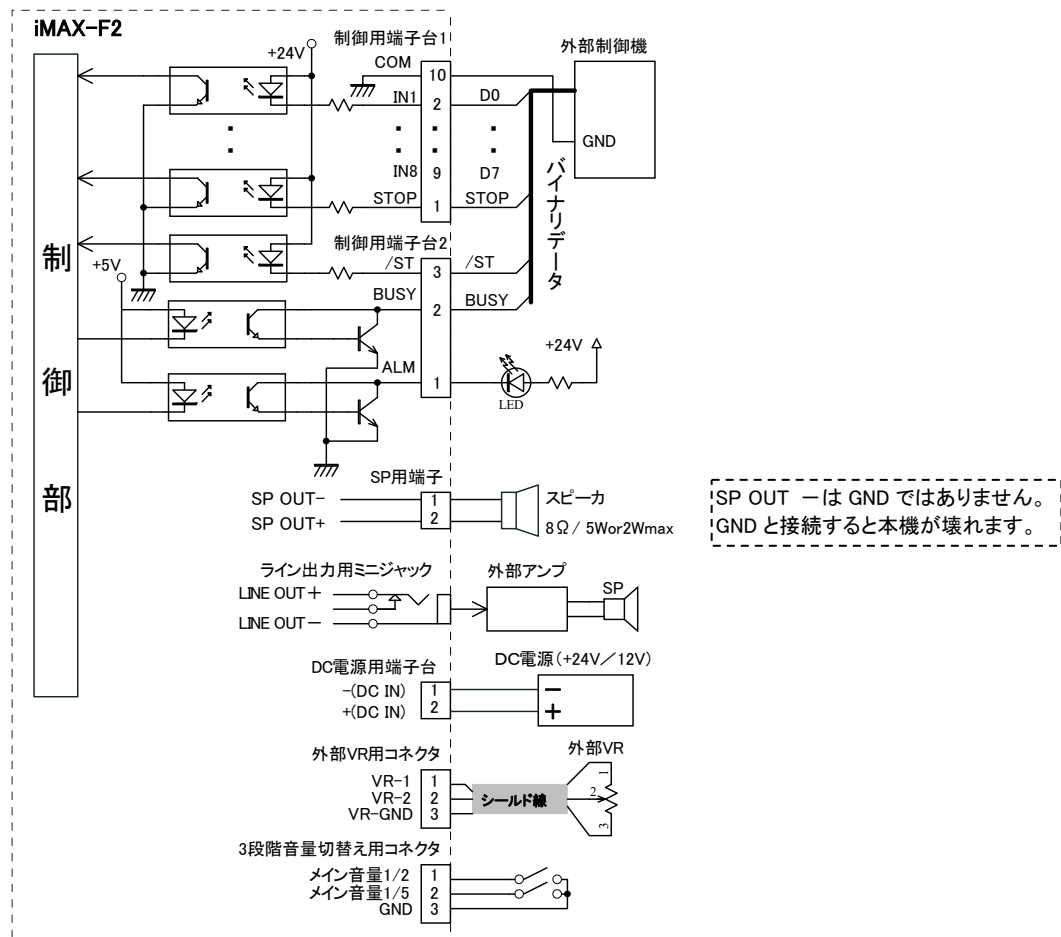 iMAX-F2
制御部
+24V
制御用端子台1
COM 10
IN1 2 D0
: : :
IN8 9 D7
STOP 1 STOP
外部制御機
GND
バイナリデータ
制御用端子台2
/ST 3 /ST
+5V
BUSY 2 BUSY
ALM 1
LED
+24V
SP用端子
SP OUT- 1
SP OUT+ 2
スピーカ
8Ω/ 5Wor2Wmax
SP OUT －は GND ではありません。
GND と接続すると本機が壊れます。
ライン出力用ミニジャック
LINE OUT＋
LINE OUT－
外部アンプ
SP
DC電源用端子台
-(DC IN) 1
+(DC IN) 2
DC電源(+24V／12V)
－
＋
外部VR用コネクタ
VR-1 1
VR-2 2
VR-GND 3
シールド線
外部VR
1
2
3
3段階音量切替え用コネクタ
メイン音量1/2 1
メイン音量1/5 2
GND 3